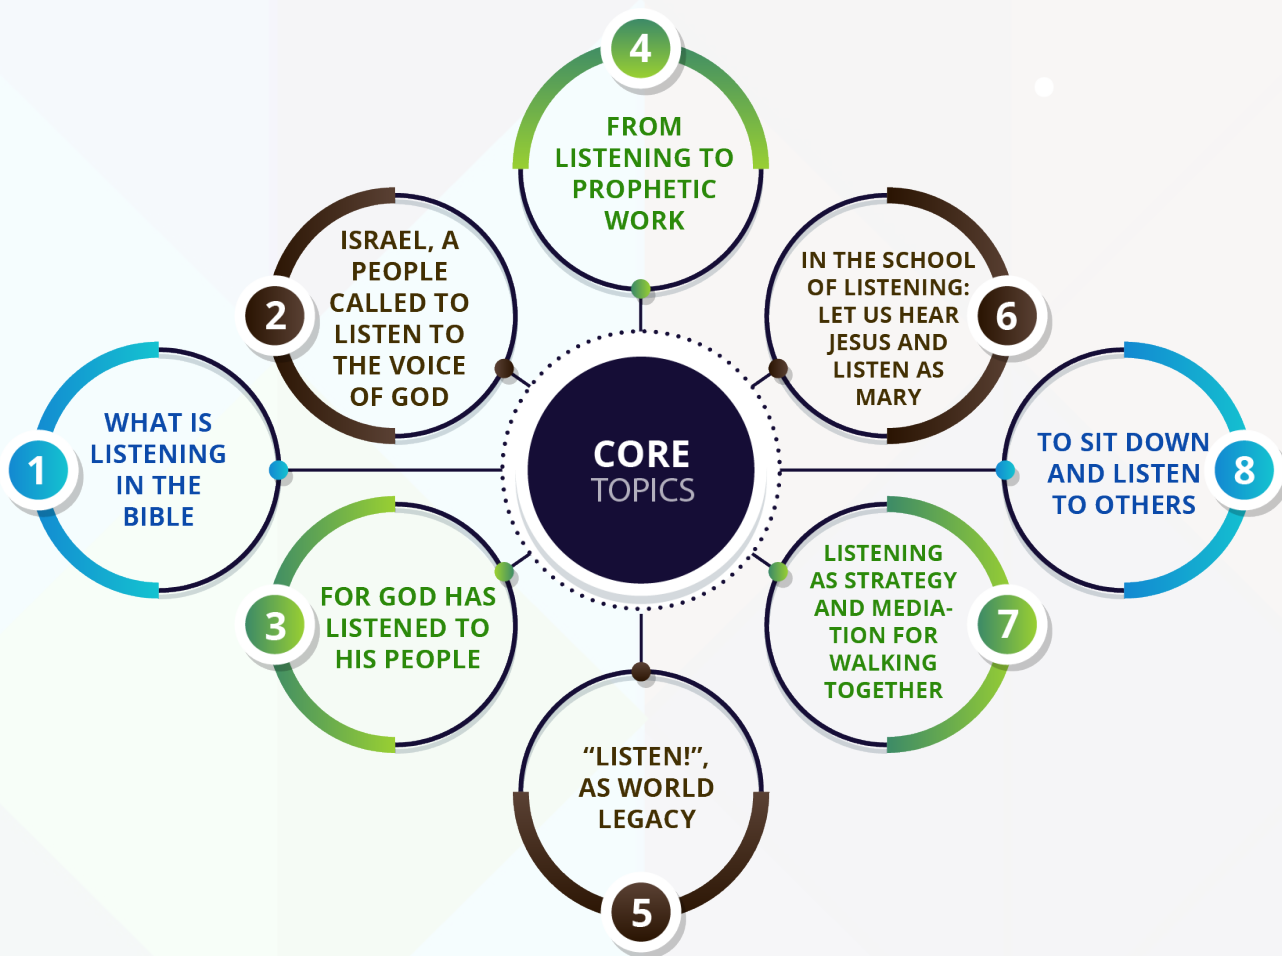 1
WHAT IS
LISTENING
IN THE
BIBLE
2
ISRAEL, A
PEOPLE
CALLED TO
LISTEN TO
THE VOICE
OF GOD
3
FOR GOD HAS
LISTENED TO
HIS PEOPLE
4
FROM
LISTENING TO
PROPHETIC
WORK
CORE
TOPICS
5
“LISTEN!”,
AS WORLD
LEGACY
6
IN THE SCHOOL
OF LISTENING:
LET US HEAR
JESUS AND
LISTEN AS
MARY
7
LISTENING
AS STRATEGY
AND MEDIA-
TION FOR
WALKING
TOGETHER
8
TO SIT DOWN
AND LISTEN
TO OTHERS